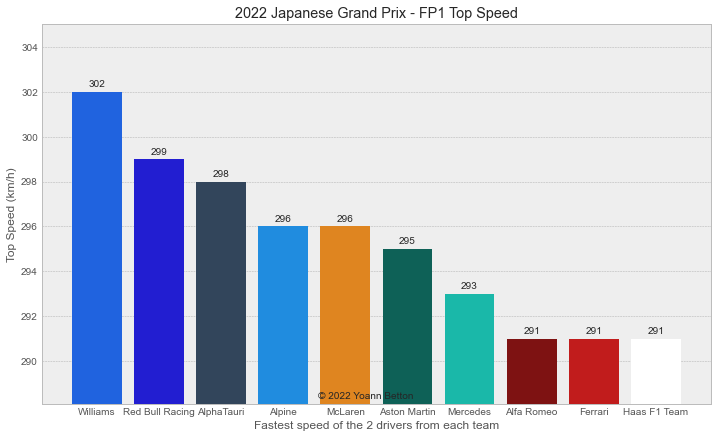 2022 Japanese Grand Prix - FP1 Top Speed
Top Speed (km/h)
304
302
300
298
296
294
292
290
302
299
298
296
296
295
293
291
291
291
© 2022 Yoann Betton
Williams
Red Bull Racing
AlphaTauri
Alpine
McLaren
Aston Martin
Mercedes
Alfa Romeo
Ferrari
Haas F1 Team
Fastest speed of the 2 drivers from each team